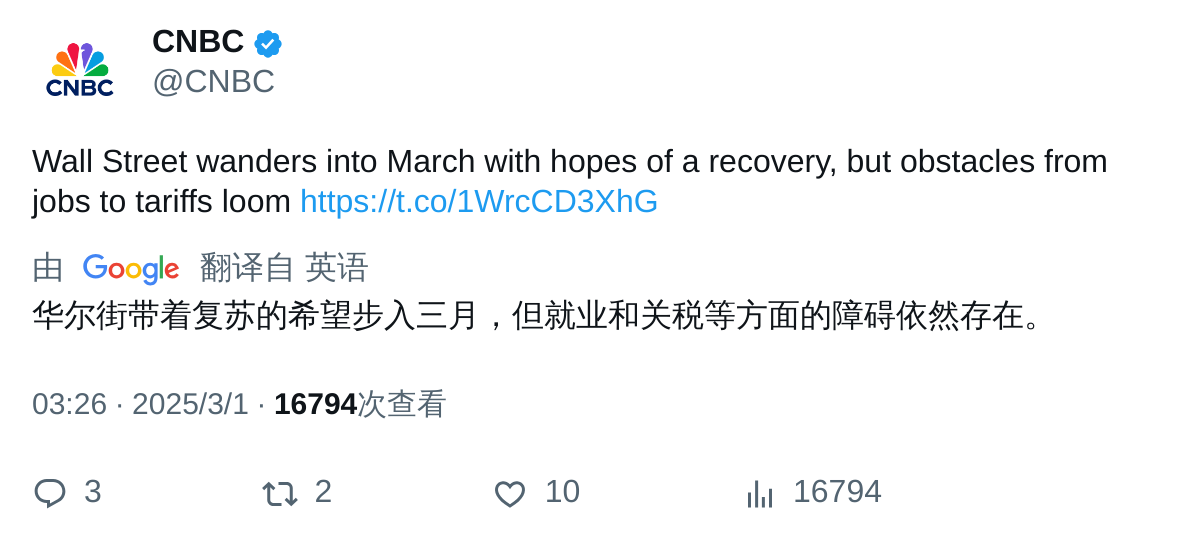 CNBC
CNBC
@CNBC
Wall Street wanders into March with hopes of a recovery, but obstacles from
jobs to tariffs loom https://t.co/1WrcCD3XhG
由 Google 翻译自 英语
华尔街带着复苏的希望步入三月，但就业和关税等方面的障碍依然存在。
03:26 · 2025/3/1 · 16794次查看
3 2 10 16794